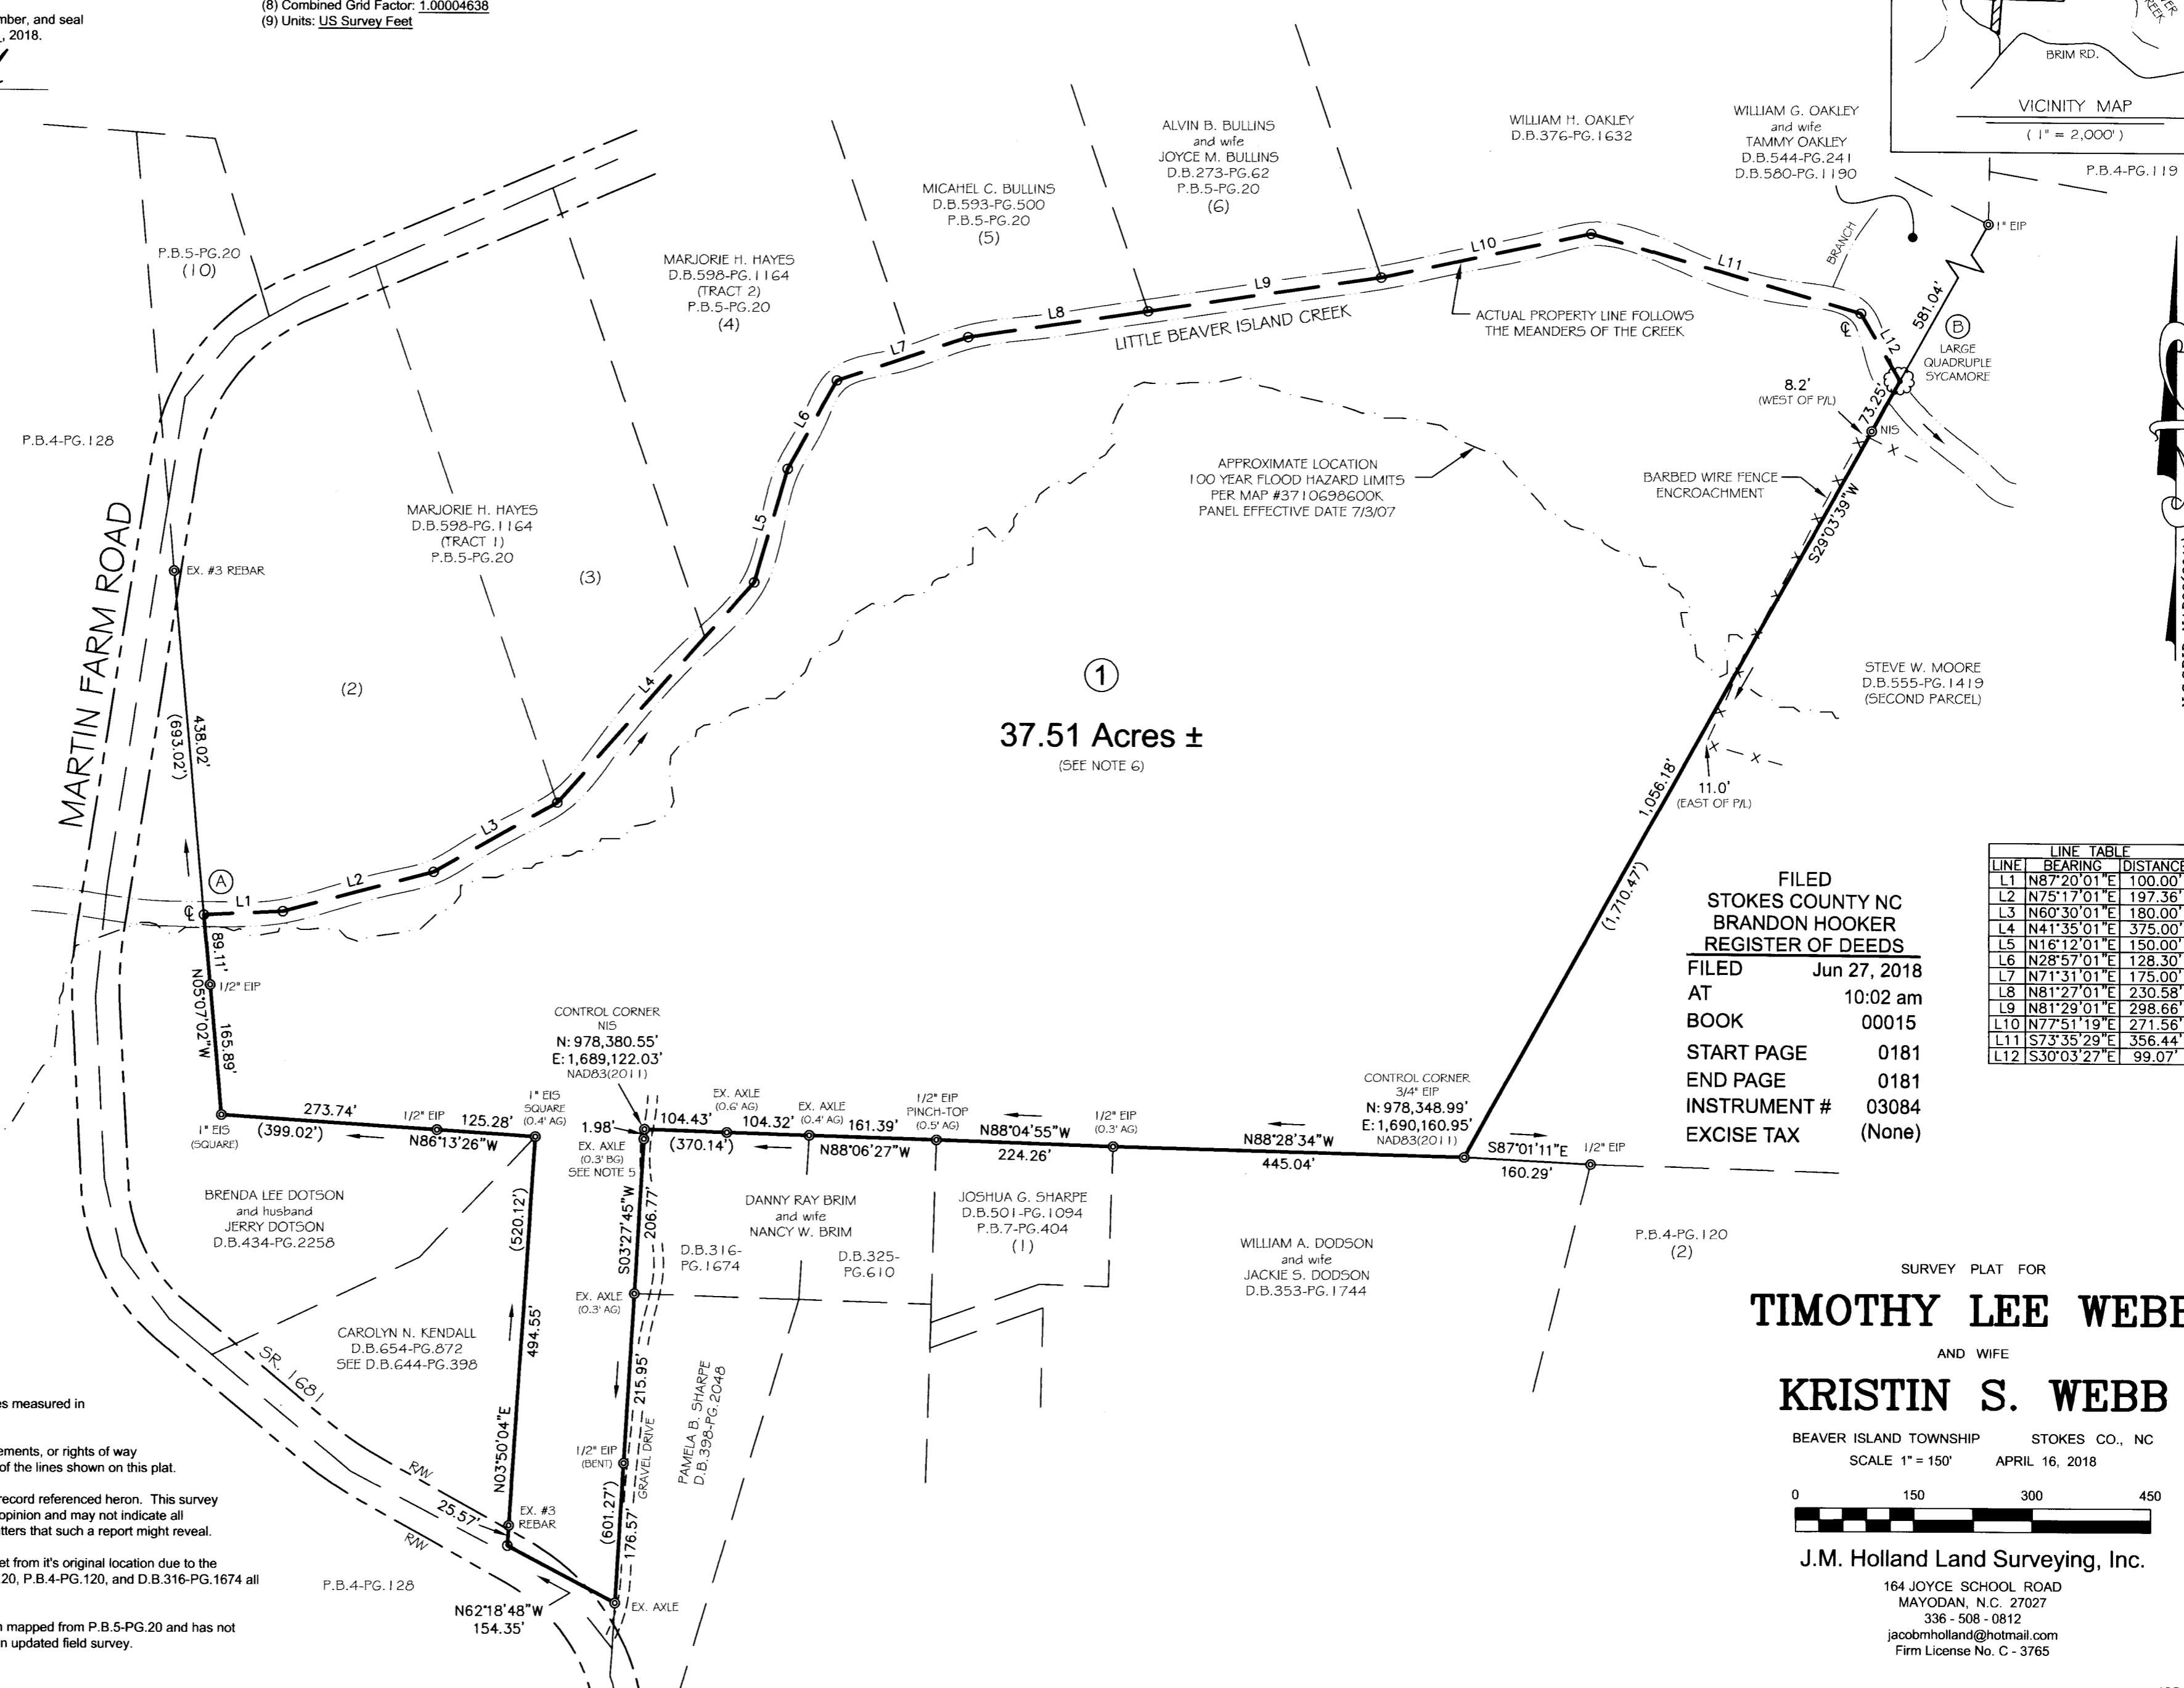 mber, and seal
, 2018.
(8) Combined Grid Factor: 1.00004638
(9) Units: US Survey Feet
BRIM RD.
VICINITY MAP
( 1" = 2,000' )
P.B.4-PG.119
WILLIAM G. OAKLEY
and wife
TAMMY OAKLEY
D.B.544-PG.241
D.B.580-PG.1190
WILLIAM H. OAKLEY
D.B.376-PG.1632
ALVIN B. BULLINS
and wife
JOYCE M. BULLINS
D.B.273-PG.62
P.B.5-PG.20
(6)
MICAHEL C. BULLINS
D.B.593-PG.500
P.B.5-PG.20
(5)
MARJORIE H. HAYES
D.B.598-PG.1164
(TRACT 2)
P.B.5-PG.20
(4)
P.B.5-PG.20
(10)
P.B.4-PG.128
MARJORIE H. HAYES
D.B.598-PG.1164
(TRACT 1)
P.B.5-PG.20
(3)
(2)
MARTIN FARM ROAD
EX. #3 REBAR
438.02'
(693.02')
L1
L2
L3
L4
L5
L6
L7
L8
L9
L10
L11
L12
LITTLE BEAVER ISLAND CREEK
ACTUAL PROPERTY LINE FOLLOWS
THE MEANDERS OF THE CREEK
BRANCH
1" EIP
581.04'
B
LARGE
QUADRUPLE
SYCAMORE
8.2'
(WEST OF P/L)
73.25'
NIS
BARBED WIRE FENCE
ENCROACHMENT
S29°03'39"W
APPROXIMATE LOCATION
100 YEAR FLOOD HAZARD LIMITS
PER MAP #3710698600K
PANEL EFFECTIVE DATE 7/3/07
STEVE W. MOORE
D.B.555-PG.1419
(SECOND PARCEL)
1
37.51 Acres ±
(SEE NOTE 6)
11.0'
(EAST OF P/L)
1,056.18'
(1,710.47')
A
89.11'
1/2" EIP
N05°07'02"W
165.89'
1" EIS
(SQUARE)
273.74'
(399.02')
1/2" EIP
125.28'
N86°13'26"W
1" EIS
SQUARE
(0.4' AG)
CONTROL CORNER
NIS
N: 978,380.55'
E: 1,689,122.03'
NAD83(2011)
1.98'
EX. AXLE
(0.3' BG)
SEE NOTE 5
104.43'
(370.14')
EX. AXLE
(0.6' AG)
104.32'
EX. AXLE
(0.4' AG)
161.39'
N88°06'27"W
1/2" EIP
PINCH-TOP
(0.5' AG)
N88°04'55"W
224.26'
1/2" EIP
(0.3' AG)
N88°28'34"W
445.04'
CONTROL CORNER
3/4" EIP
N: 978,348.99'
E: 1,690,160.95'
NAD83(2011)
S87°01'11"E
160.29'
1/2" EIP
FILED
STOKES COUNTY NC
BRANDON HOOKER
REGISTER OF DEEDS
FILED Jun 27, 2018
AT 10:02 am
BOOK 00015
START PAGE 0181
END PAGE 0181
INSTRUMENT # 03084
EXCISE TAX (None)
LINE TABLE
LINE BEARING DISTANCE
L1 N87°20'01"E 100.00'
L2 N75°17'01"E 197.36'
L3 N60°30'01"E 180.00'
L4 N41°35'01"E 375.00'
L5 N16°12'01"E 150.00'
L6 N28°57'01"E 128.30'
L7 N71°31'01"E 175.00'
L8 N81°27'01"E 230.58'
L9 N81°29'01"E 298.66'
L10 N77°51'19"E 271.56'
L11 S73°35'29"E 356.44'
L12 S30°03'27"E 99.07'
BRENDA LEE DOTSON
and husband
JERRY DOTSON
D.B.434-PG.2258
CAROLYN N. KENDALL
D.B.654-PG.872
SEE D.B.644-PG.398
(520.12')
494.55'
N03°50'04"E
S03°27'45"W
206.77'
EX. AXLE
(0.3' AG)
215.95'
1/2" EIP
(BENT)
GRAVEL DRIVE
(601.27')
176.57'
DANNY RAY BRIM
and wife
NANCY W. BRIM
D.B.316-
PG.1674
D.B.325-
PG.610
PAMELA B. SHARPE
D.B.398-PG.2048
JOSHUA G. SHARPE
D.B.501-PG.1094
P.B.7-PG.404
(1)
WILLIAM A. DODSON
and wife
JACKIE S. DODSON
D.B.353-PG.1744
P.B.4-PG.120
(2)
SR. 1681
R/W
25.57'
R/W
EX. #3
REBAR
EX. AXLE
N62°18'48"W
154.35'
P.B.4-PG.128
es measured in
ements, or rights of way
of the lines shown on this plat.
record referenced heron. This survey
opinion and may not indicate all
tters that such a report might reveal.
et from it's original location due to the
20, P.B.4-PG.120, and D.B.316-PG.1674 all
n mapped from P.B.5-PG.20 and has not
n updated field survey.
SURVEY PLAT FOR
TIMOTHY LEE WEBB
AND WIFE
KRISTIN S. WEBB
BEAVER ISLAND TOWNSHIP STOKES CO., NC
SCALE 1" = 150' APRIL 16, 2018
0 150 300 450
J.M. Holland Land Surveying, Inc.
164 JOYCE SCHOOL ROAD
MAYODAN, N.C. 27027
336 - 508 - 0812
jacobmholland@hotmail.com
Firm License No. C - 3765